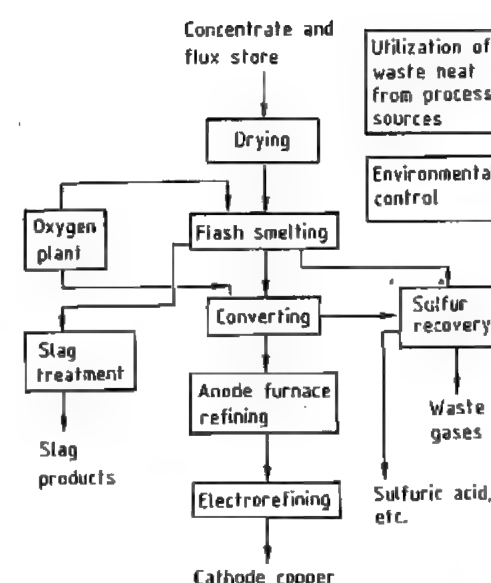 Concentrate and
flux store
Utilization of
waste heat
from process
sources
Drying
Environmenta
control
Oxygen
plant
Flash smelting
Converting
Sulfur
recovery
Slag
treatment
Anode furnace
refining
Waste
gases
Slag
products
Electrorefining
Sulfuric acid,
etc.
Cathode copper